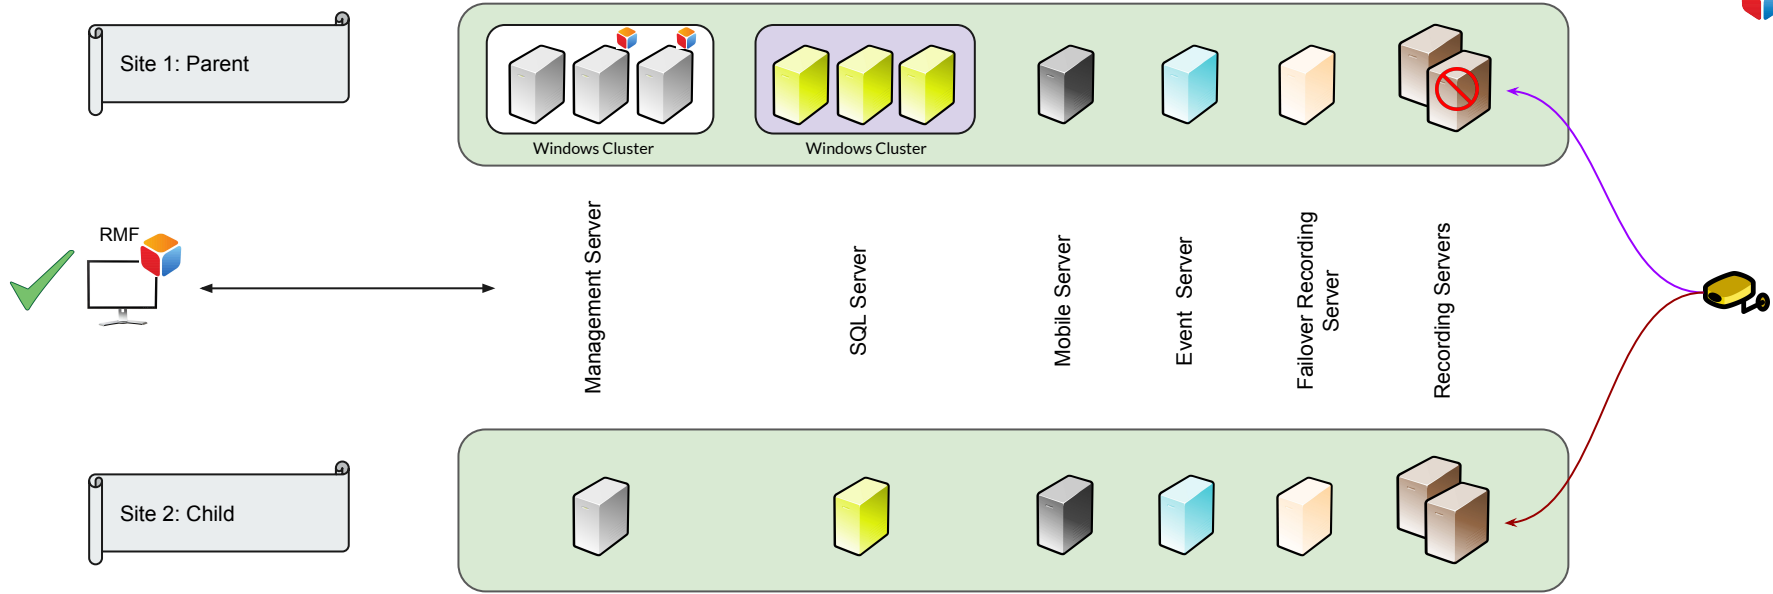 Site 1: Parent
Windows Cluster
Windows Cluster
RMF
Management Server
SQL Server
Mobile Server
Event Server
Failover Recording
Server
Recording Servers
Site 2: Child